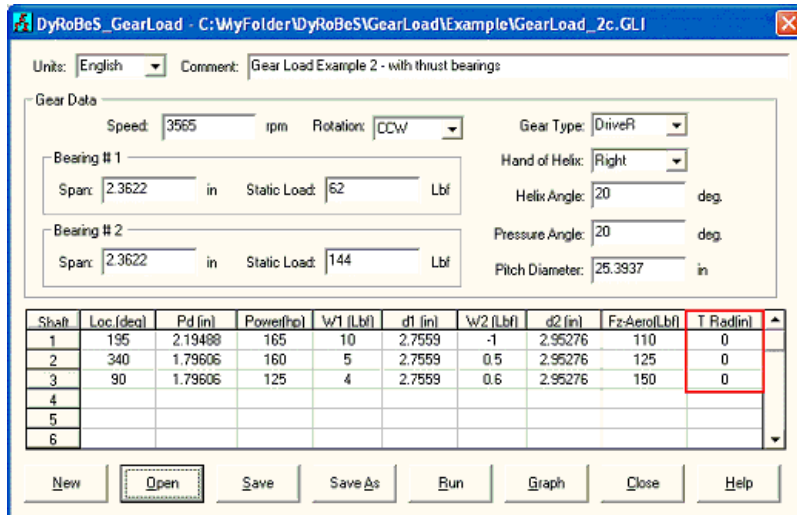 DyRoBeS_GearLoad - C:\MyFolder\DyRoBeS\GearLoad\Example\GearLoad_2c.GLI
Units: English Comment: Gear Load Example 2 - with thrust bearings
Gear Data
Speed: 3565 rpm Rotation: CCW Gear Type: DriveR
Bearing # 1 Hand of Helix: Right
Span: 2.3622 in Static Load: 62 Lbf Helix Angle: 20 deg.
Bearing # 2 Pressure Angle: 20 deg.
Span: 2.3622 in Static Load: 144 Lbf Pitch Diameter: 25.3937 in
Shaft Loc.(deg) Pd (in) Power(hp) W1 (Lbf) d1 (in) W2 (Lbf) d2 (in) Fz-Aero(Lbf) T Rad(in)
1 195 2.19488 165 10 2.7559 -1 2.95276 110 0
2 340 1.79606 160 5 2.7559 0.5 2.95276 125 0
3 90 1.79606 125 4 2.7559 0.6 2.95276 150 0
4
5
6
New Open Save Save As Run Graph Close Help